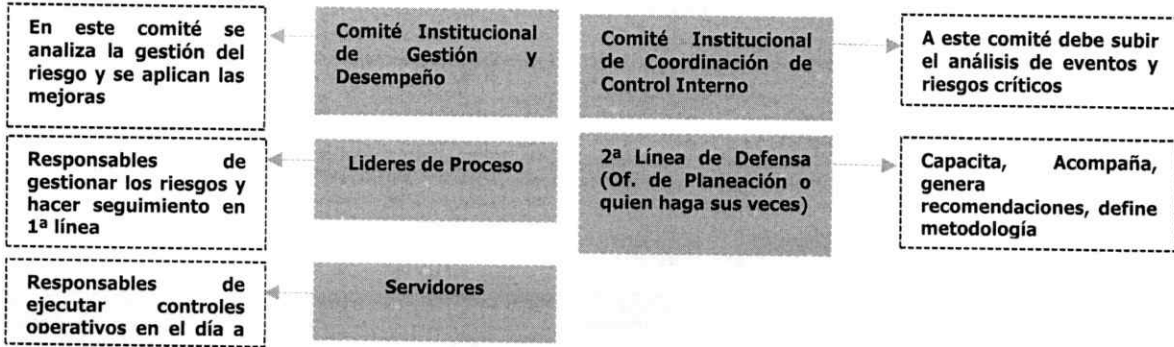 En este comité se
analiza la gestión del
riesgo y se aplican las
mejoras
Comité Institucional
de Gestión y
Desempeño
Comité Institucional
de Coordinación de
Control Interno
A este comité debe subir
el análisis de eventos y
riesgos críticos
Responsables de
gestionar los riesgos y
hacer seguimiento en
1ª línea
Lideres de Proceso
2ª Línea de Defensa
(Of. de Planeación o
quien haga sus veces)
Capacita, Acompaña,
genera
recomendaciones, define
metodología
Responsables de
ejecutar controles
operativos en el día a
Servidores